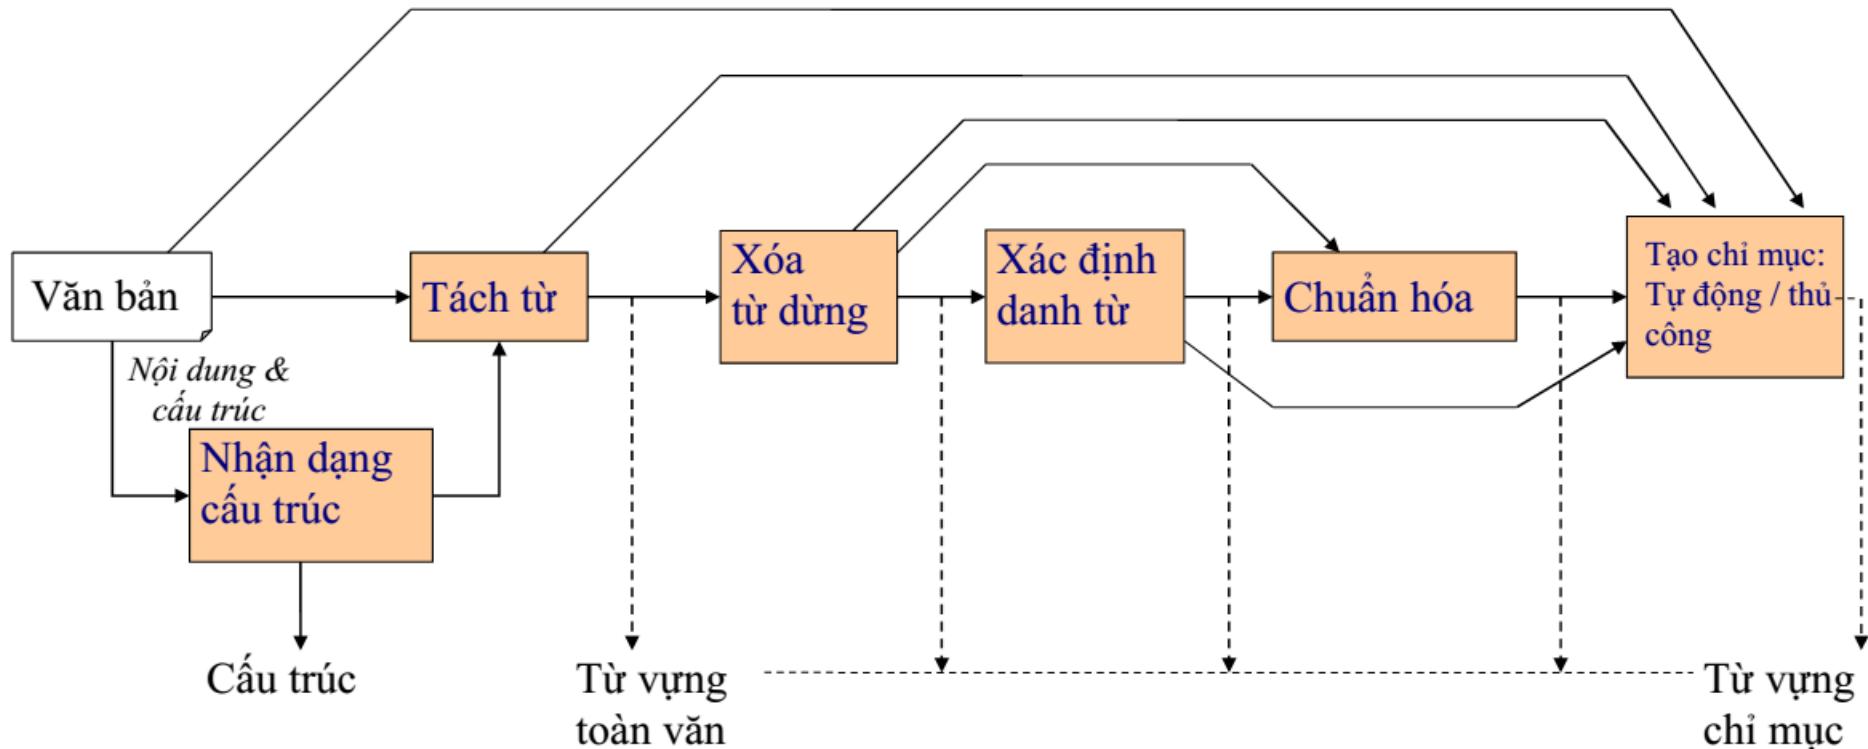 Văn bản
Nội dung &
cấu trúc
Nhận dạng
cấu trúc
Cấu trúc
Tách từ
Từ vựng
toàn văn
Xóa
từ dừng
Xác định
danh từ
Chuẩn hóa
Tạo chỉ mục:
Tự động / thủ
công
Từ vựng
chỉ mục